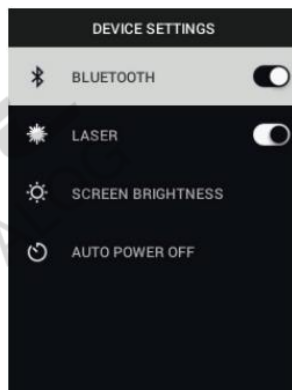 DEVICE SETTINGS
BLUETOOTH
LASER
SCREEN BRIGHTNESS
AUTO POWER OFF